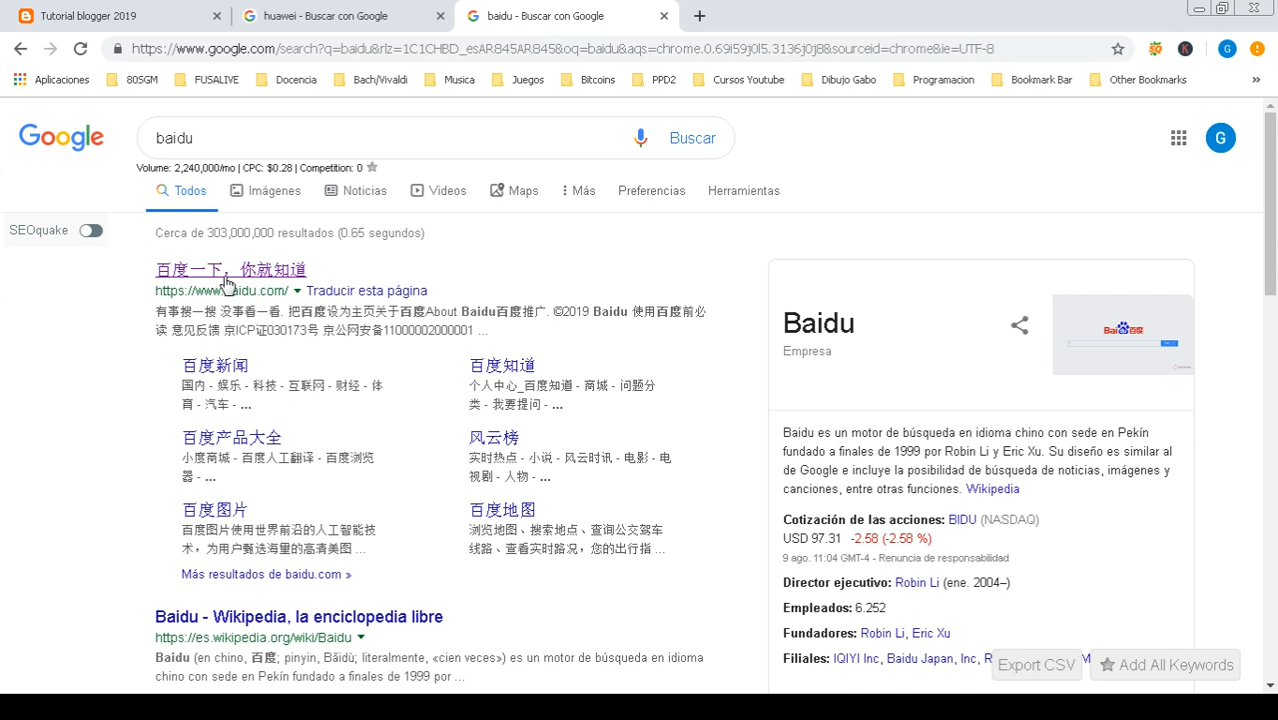 Tutorial blogger 2019
huawei - Buscar con Google
baidu - Buscar con Google
https://www.google.com/search?q=baidu&rlz=1C1CHBD_esAR845AR845&oq=baidu&aqs=chrome.0.69i59j0l5.3136j0j8&sourceid=chrome&ie=UTF-8
Aplicaciones
80SGM
FUSALIVE
Docencia
Bach/Vivaldi
Musica
Juegos
Bitcoins
PPD2
Cursos Youtube
Dibujo Gabo
Programacion
Bookmark Bar
Other Bookmarks
Google
baidu
Buscar
G
Volume: 2,240,000/mo | CPC: $0.28 | Competition: 0
Todos
Imágenes
Noticias
Videos
Maps
Más
Preferencias
Herramientas
SEOquake
Cerca de 303,000,000 resultados (0.65 segundos)
百度一下，你就知道
Traducir esta página
有事搜一搜 没事看一看. 把百度设为主页关于百度About Baidu百度推广. ©2019 Baidu 使用百度前必
读 意见反馈 京ICP证030173号 京公网安备11000002000001 ...
百度新闻
国内 - 娱乐 - 科技 - 互联网 - 财经 - 体
育 - 汽车 - ...
百度知道
个人中心_百度知道 - 商城 - 问题分
类 - 我要提问 - ...
百度产品大全
小度商城 - 百度人工翻译 - 百度浏览
器 - ...
风云榜
实时热点 - 小说 - 风云时讯 - 电影 - 电
视剧 - 人物 - ...
百度图片
百度图片使用世界前沿的人工智能技
术，为用户甄选海量的高清美图 ...
百度地图
浏览地图、搜索地点、查询公交驾车
线路、查看实时路况，您的出行指 ...
Más resultados de baidu.com »
Baidu - Wikipedia, la enciclopedia libre
https://es.wikipedia.org/wiki/Baidu
Baidu (en chino, 百度; pinyin, Bǎidù; literalmente, «cien veces») es un motor de búsqueda en idioma
chino con sede en Pekín fundado a finales de 1999 por ...
Baidu
Empresa
Bai百度
Baidu es un motor de búsqueda en idioma chino con sede en Pekín
fundado a finales de 1999 por Robin Li y Eric Xu. Su diseño es similar al
de Google e incluye la posibilidad de búsqueda de noticias, imágenes y
canciones, entre otras funciones. Wikipedia
Cotización de las acciones: BIDU (NASDAQ)
USD 97.31 -2.58 (-2.58 %)
9 ago. 11:04 GMT-4 - Renuncia de responsabilidad
Director ejecutivo: Robin Li (ene. 2004–)
Empleados: 6.252
Fundadores: Robin Li, Eric Xu
Filiales: IQIYI Inc, Baidu Japan, Inc, R
Export CSV
Add All Keywords